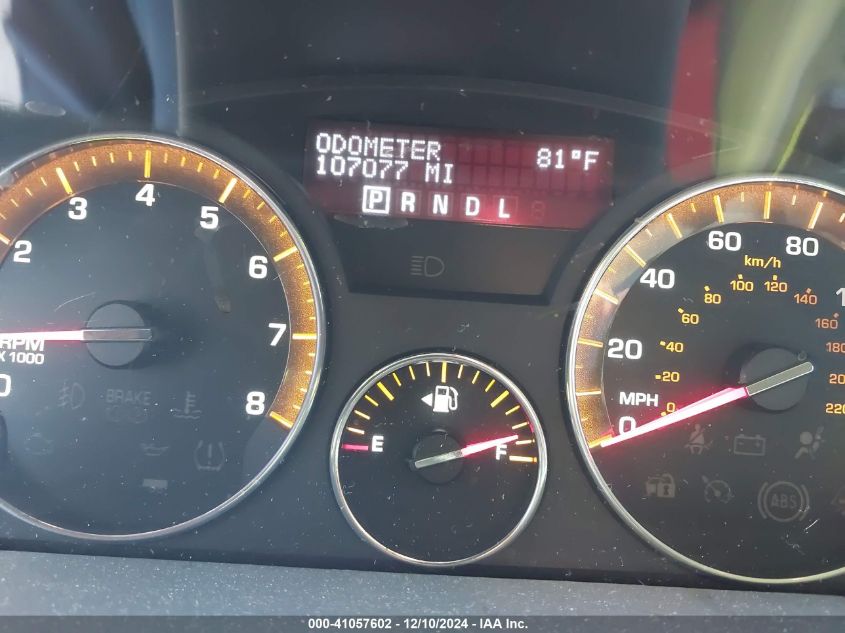 ODOMETER 81°F
107077 MI
P R N D L
2 3 4 5 6 7 8
RPM
X 1000
0
BRAKE
E F
0 20 40 60 80
km/h
0 20 40 60 80 100 120 140 160 180 220
MPH
ABS
000-41057602 - 12/10/2024 - IAA Inc.